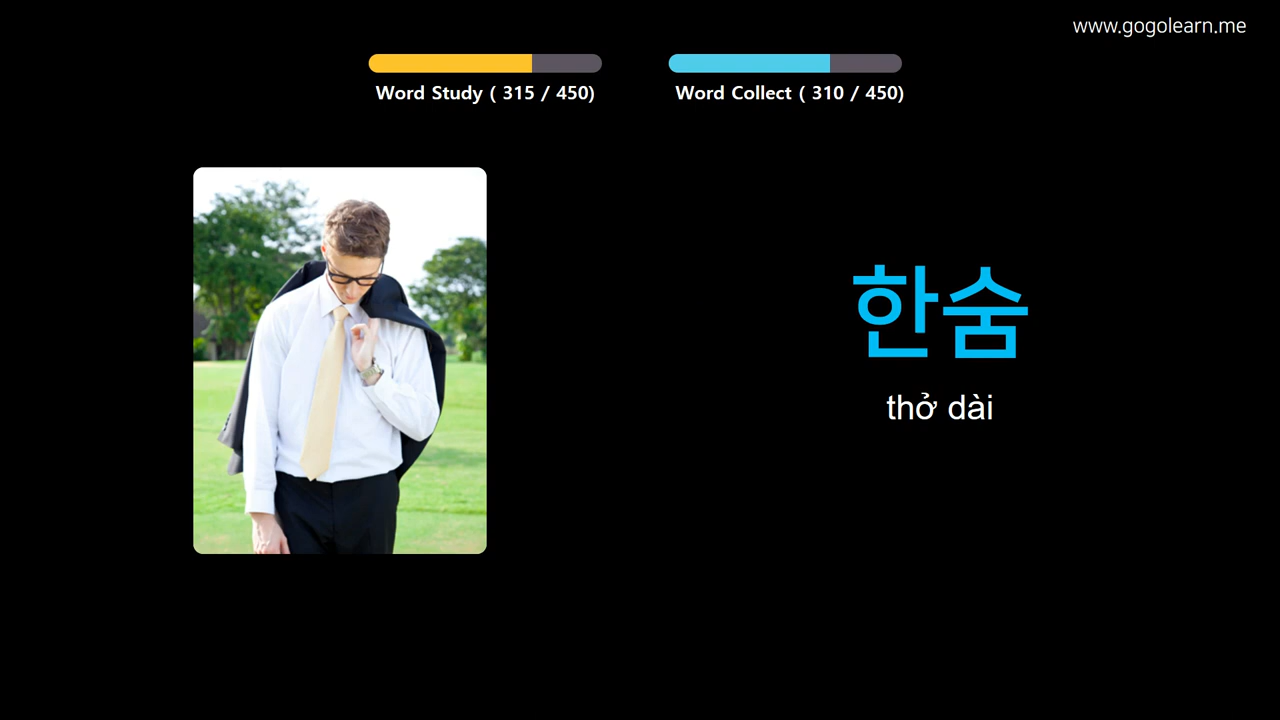 www.gogolearn.me
Word Study ( 315 / 450)
Word Collect ( 310 / 450)
한숨
thở dài